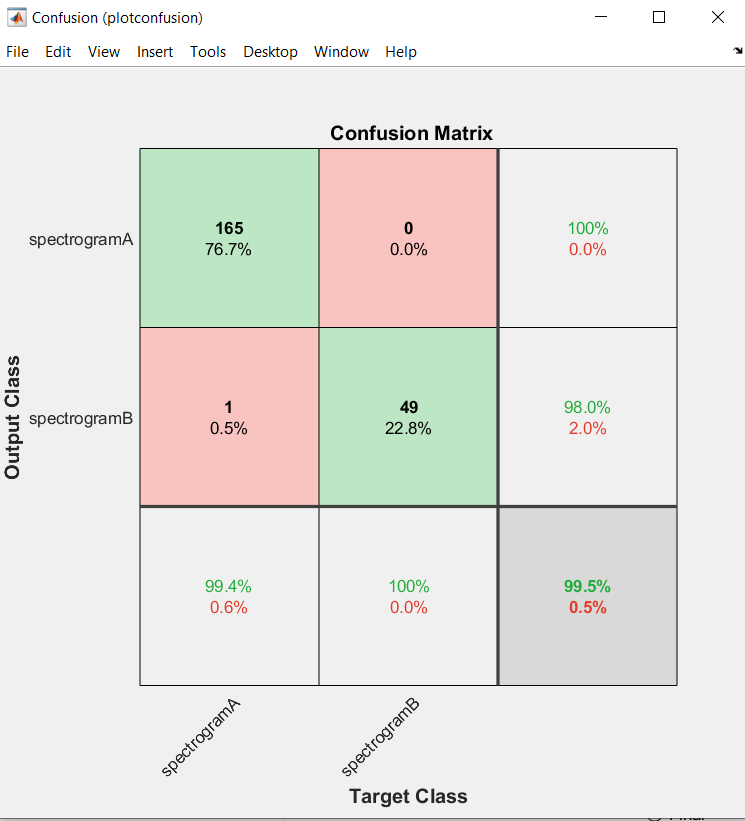 Confusion (plotconfusion)
File Edit View Insert Tools Desktop Window Help
Confusion Matrix
spectrogramA
165
76.7%
0
0.0%
100%
0.0%
Output Class
spectrogramB
1
0.5%
49
22.8%
98.0%
2.0%
99.4%
0.6%
100%
0.0%
99.5%
0.5%
spectrogramA
spectrogramB
Target Class